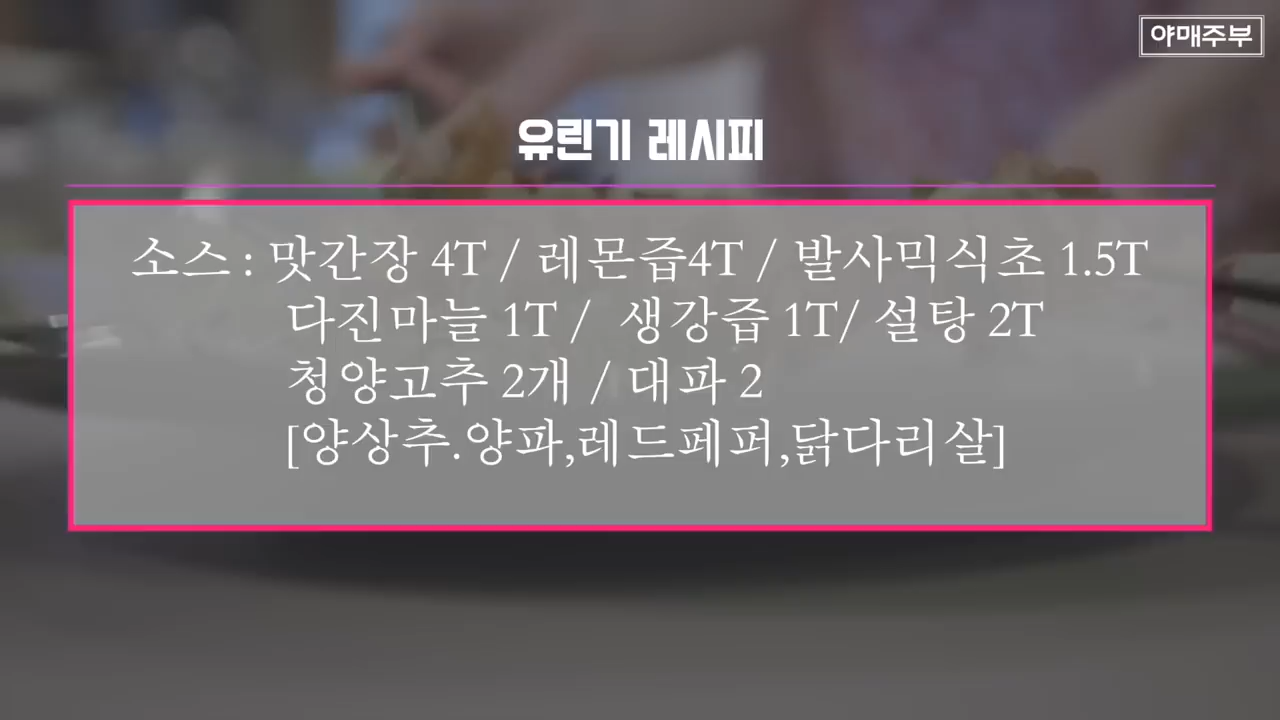 야매주부
유린기 레시피
소스 : 맛간장 4T / 레몬즙4T / 발사믹식초 1.5T
다진마늘 1T / 생강즙 1T/ 설탕 2T
청양고추 2개 / 대파 2
[양상추.양파,레드페퍼,닭다리살]